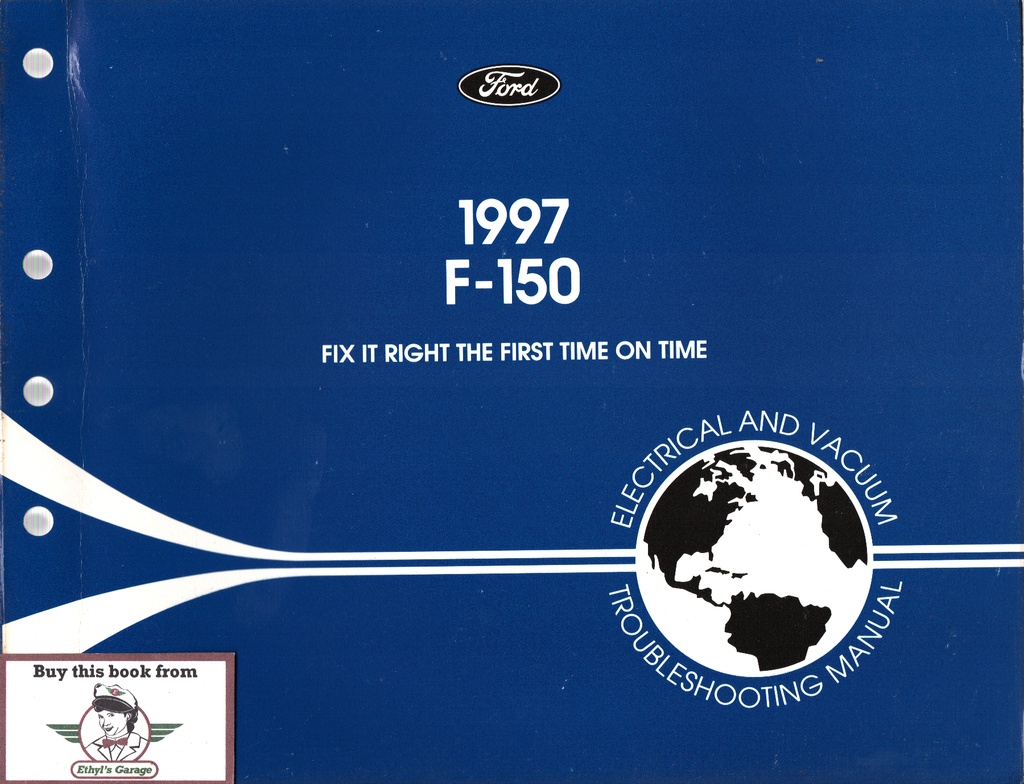 Ford
1997
F-150
FIX IT RIGHT THE FIRST TIME ON TIME
ELECTRICAL AND VACUUM
TROUBLESHOOTING MANUAL
Buy this book from
Ethyl's Garage